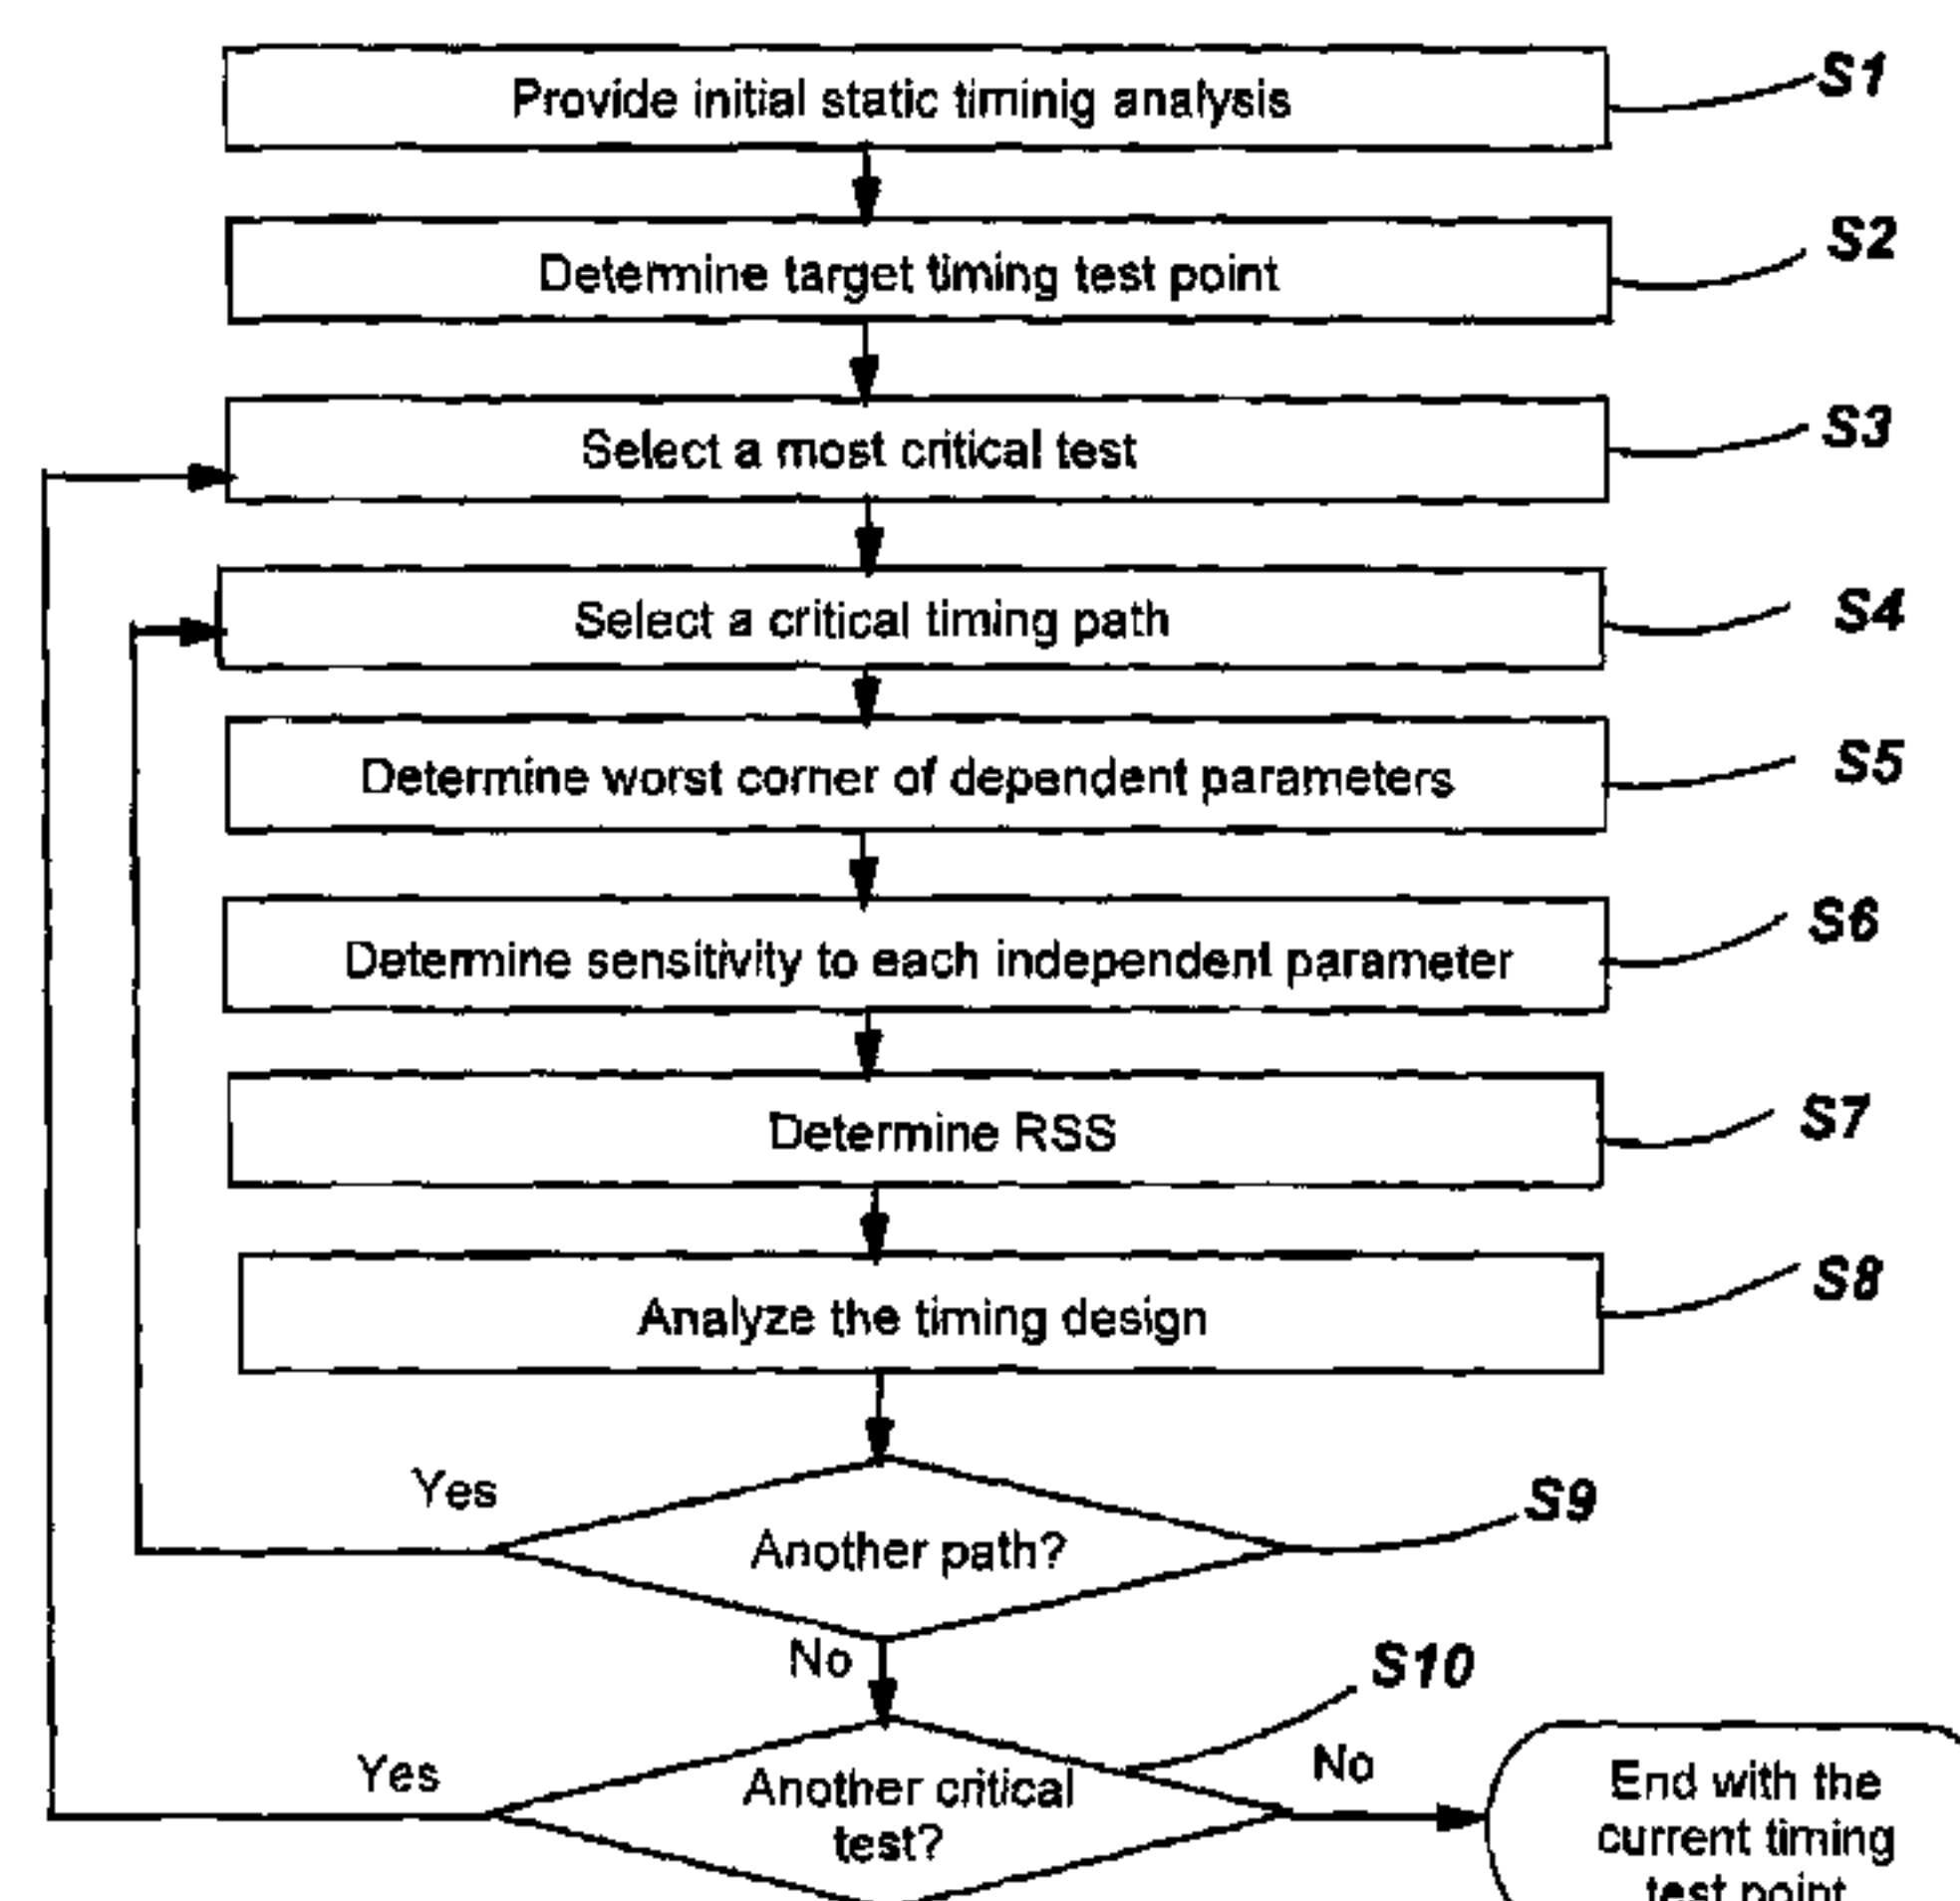 Provide initial static timinig analysis
S1
Determine target timing test point
S2
Select a most critical test
S3
Select a critical timing path
S4
Determine worst corner of dependent parameters
S5
Determine sensitivity to each independent parameter
S6
Determine RSS
S7
Analyze the timing design
S8
Yes
Another path?
S9
No
S10
Yes
Another critical
test?
No
End with the
current timing
test point